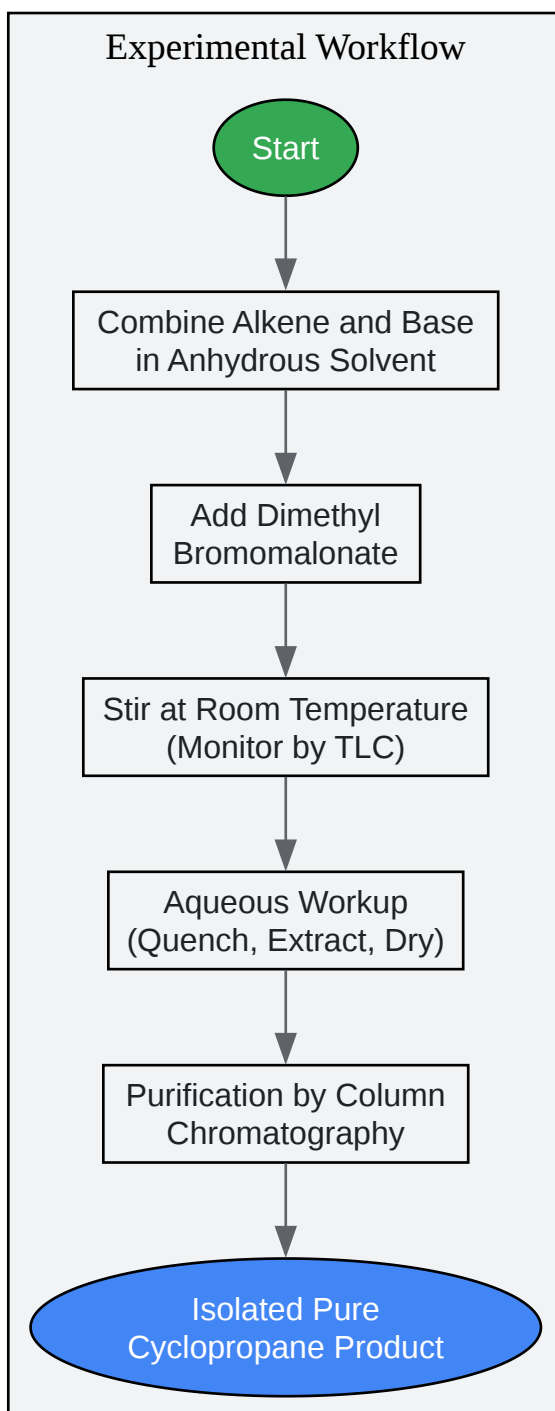 Experimental Workflow
Start
Combine Alkene and Base
in Anhydrous Solvent
Add Dimethyl
Bromomalonate
Stir at Room Temperature
(Monitor by TLC)
Aqueous Workup
(Quench, Extract, Dry)
Purification by Column
Chromatography
Isolated Pure
Cyclopropane Product